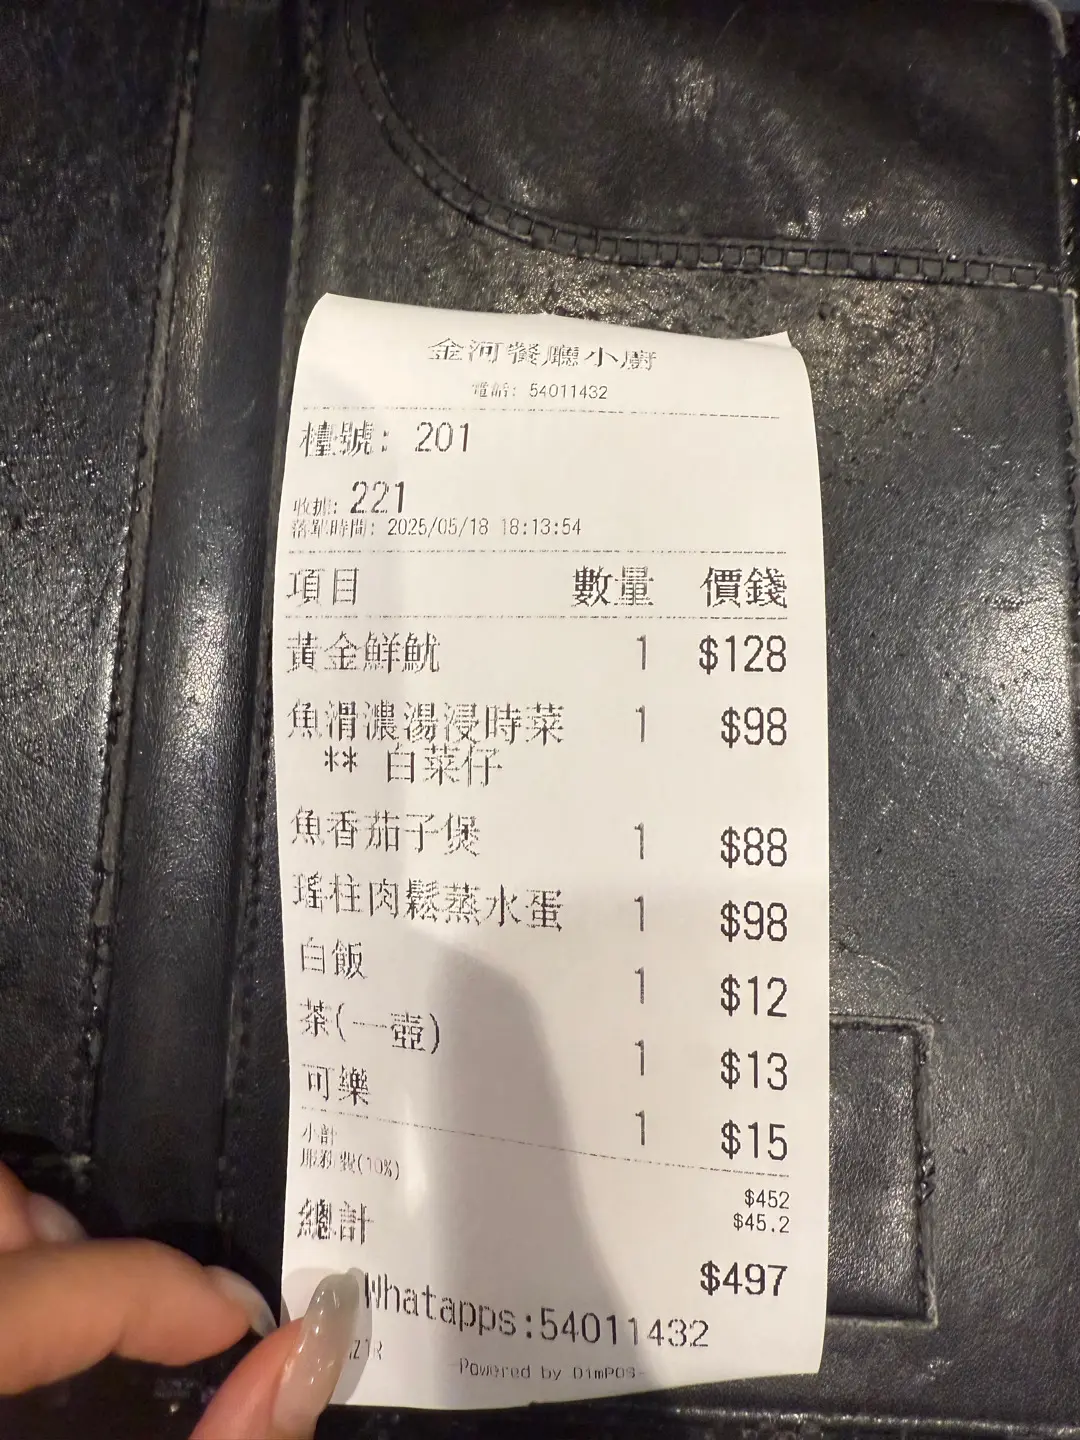 金河餐廳小廚
電話: 54011432
檯號: 201
收據: 221
落單時間: 2025/05/18 18:13:54
項目 數量 價錢
黃金鮮魷 1 $128
魚滑濃湯浸時菜 1 $98
** 白菜仔
魚香茄子煲 1 $88
瑤柱肉鬆蒸水蛋 1 $98
白飯 1 $12
茶(一壺) 1 $13
可樂 1 $15
小計 $452
服務費(10%) $45.2
總計 $497
Whatapps:54011432
-Powered by DimPOS-